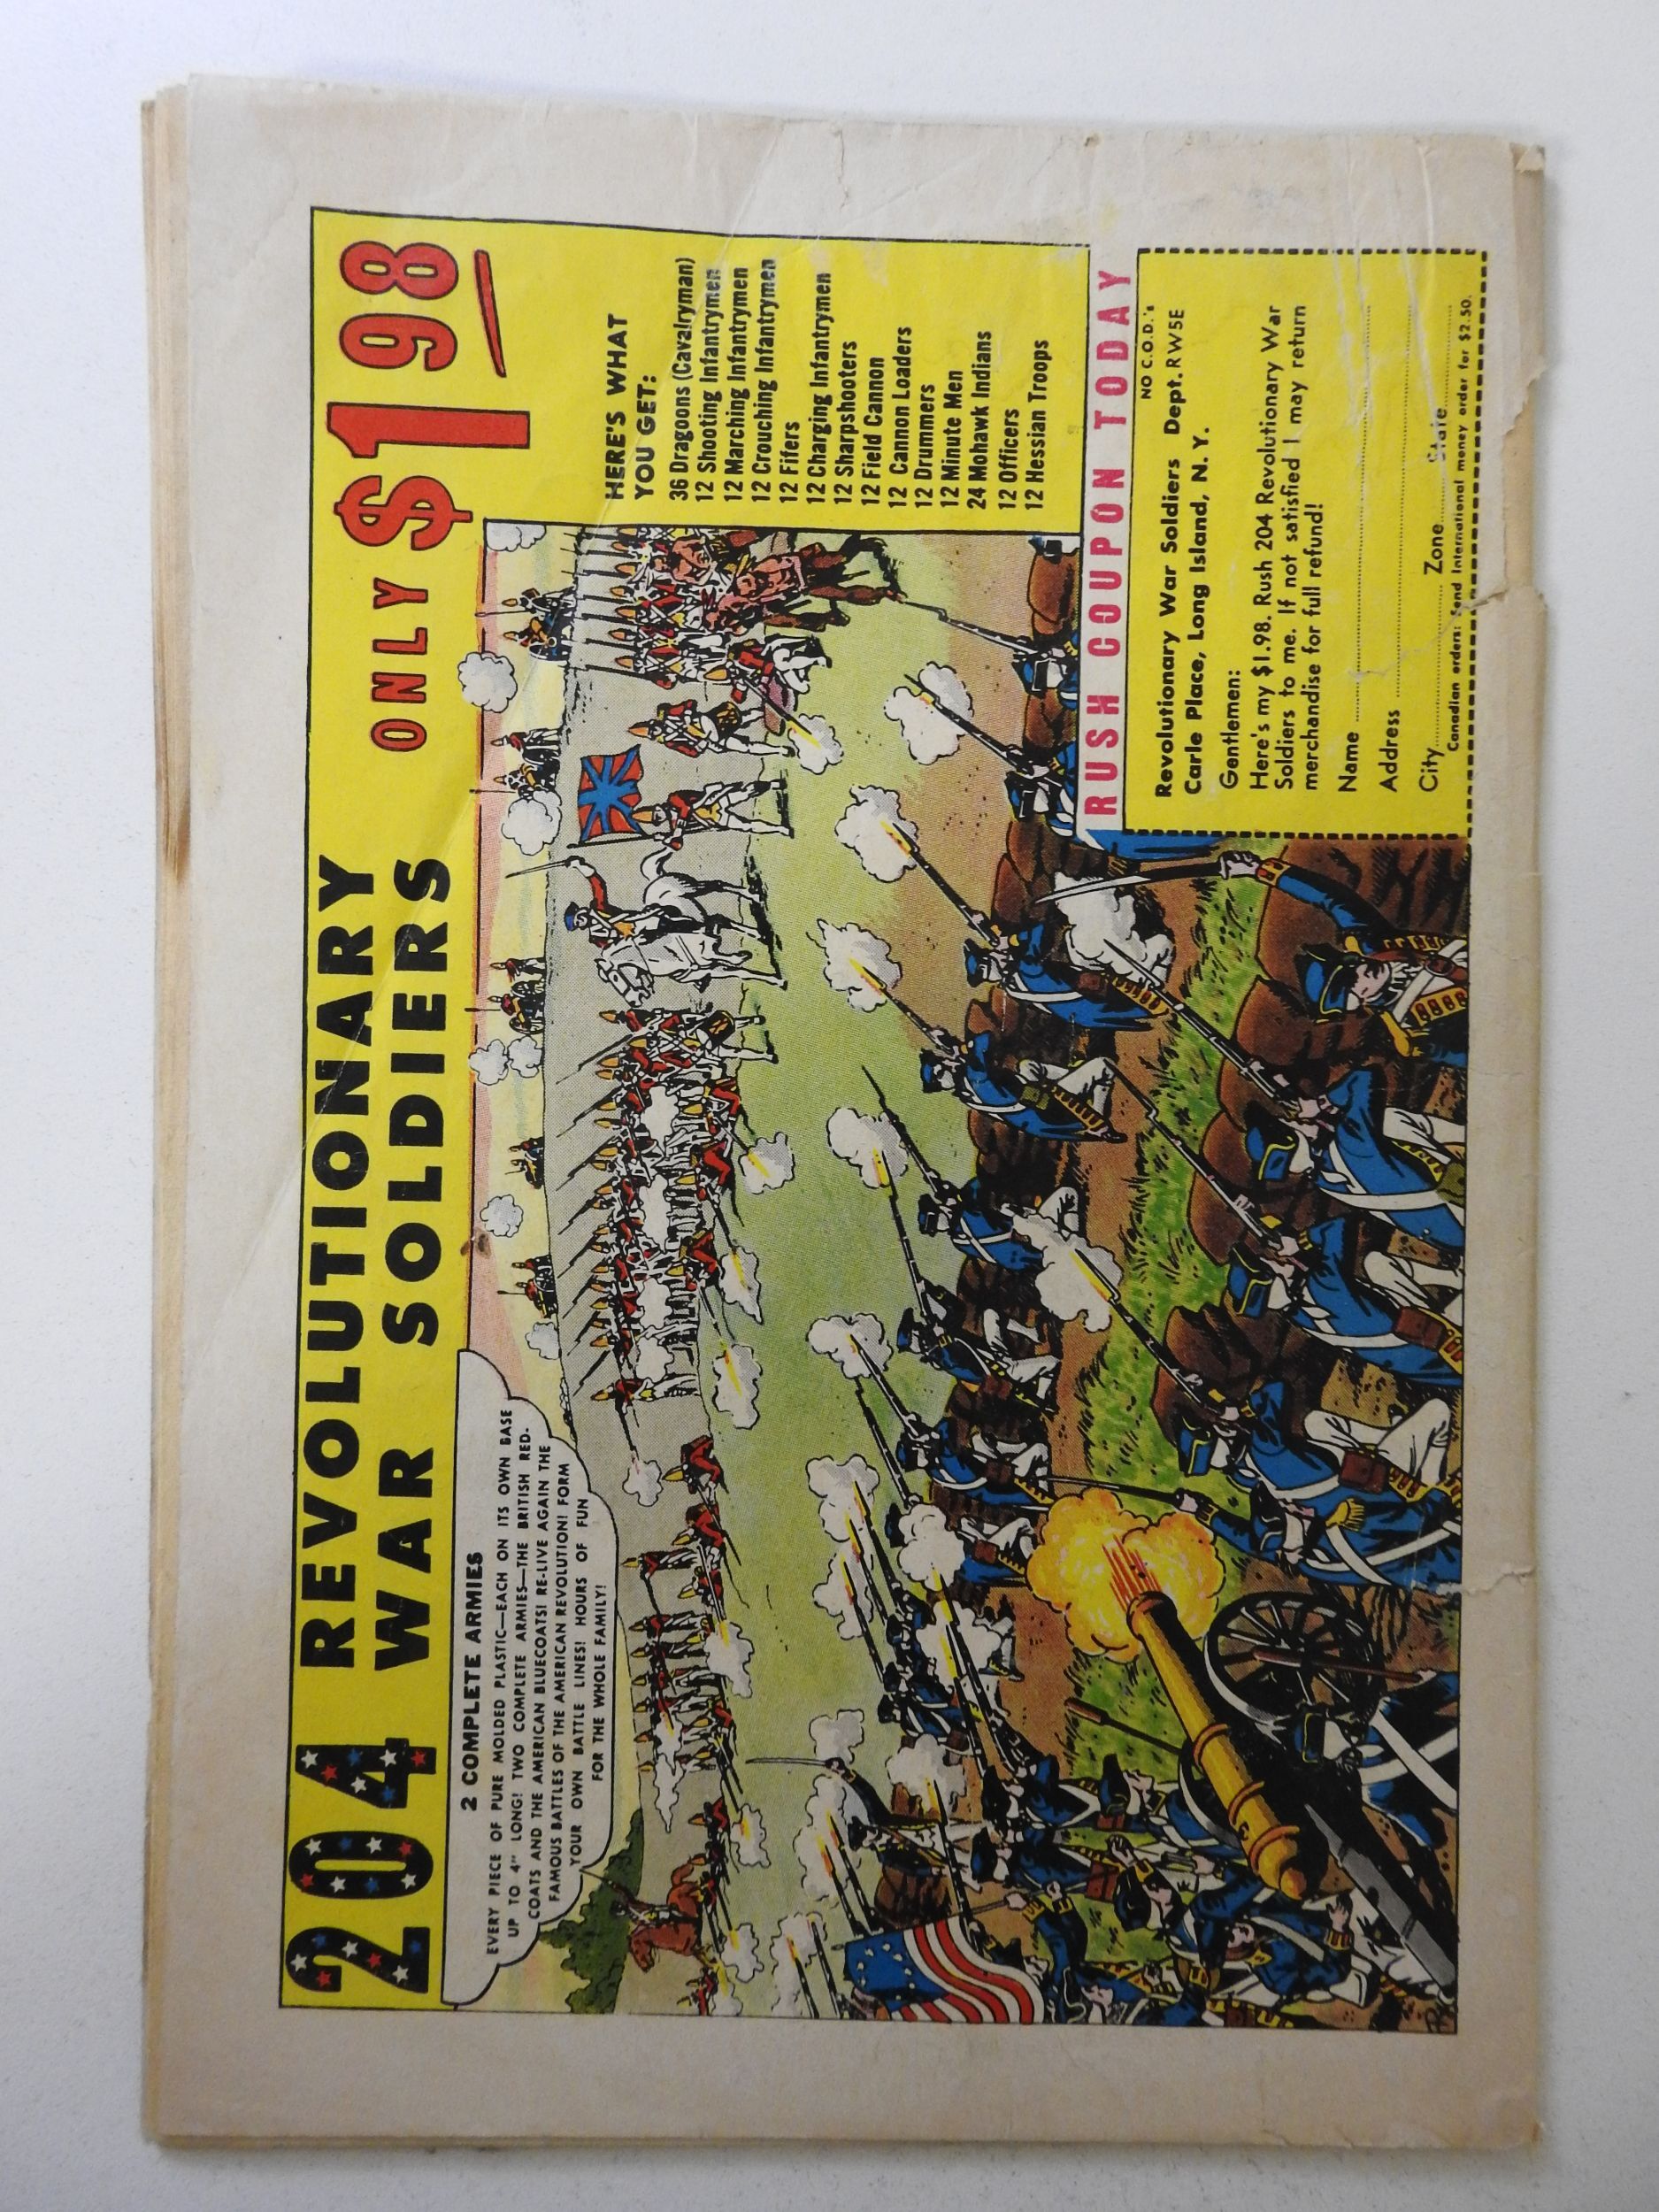 204 REVOLUTIONARY
WAR SOLDIERS ONLY $198
2 COMPLETE ARMIES
EVERY PIECE OF PURE MOLDED PLASTIC—EACH ON ITS OWN BASE
UP TO 4" LONG! TWO COMPLETE ARMIES—THE BRITISH RED-
COATS AND THE AMERICAN BLUECOATS! RE-LIVE AGAIN THE
FAMOUS BATTLES OF THE AMERICAN REVOLUTION! FORM
YOUR OWN BATTLE LINES! HOURS OF FUN
FOR THE WHOLE FAMILY!
HERE'S WHAT
YOU GET:
36 Dragoons (Cavalryman)
12 Shooting Infantrymen
12 Marching Infantrymen
12 Crouching Infantrymen
12 Fifers
12 Charging Infantrymen
12 Sharpshooters
12 Field Cannon
12 Cannon Loaders
12 Drummers
12 Minute Men
24 Mohawk Indians
12 Officers
12 Hessian Troops
RUSH COUPON TODAY
NO C.O.D.'s
Revolutionary War Soldiers Dept. RW5E
Carle Place, Long Island, N. Y.
Gentlemen:
Here's my $1.98. Rush 204 Revolutionary War
Soldiers to me. If not satisfied I may return
merchandise for full refund!
Name
Address
City Zone State
Canadian orders: Send International money order for $2.50.